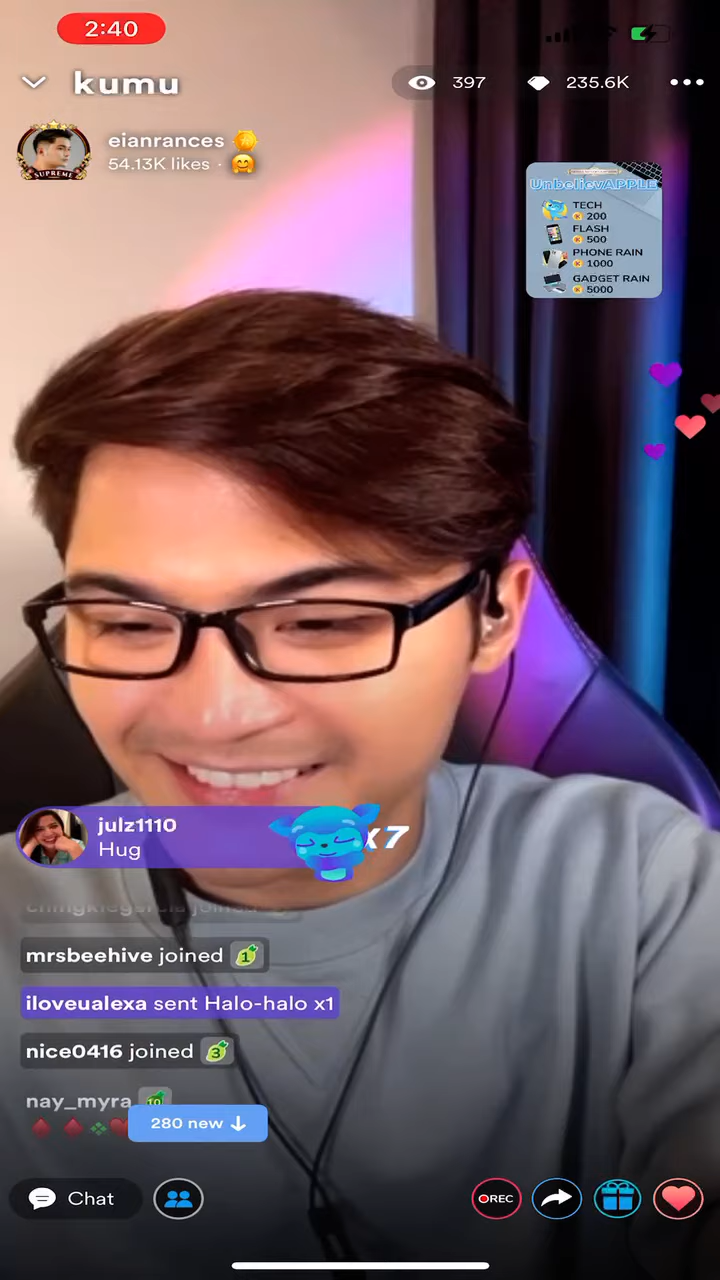 2:40
kumu
397
235.6K
eianrances
54.13K likes ·
SUPREME
UnbelievAPPLE
TECH
200
FLASH
500
PHONE RAIN
1000
GADGET RAIN
5000
julz1110
Hug
x7
joined
mrsbeehive joined 1
iloveualexa sent Halo-halo x1
nice0416 joined 3
nay_myra 10
280 new ↓
Chat
REC